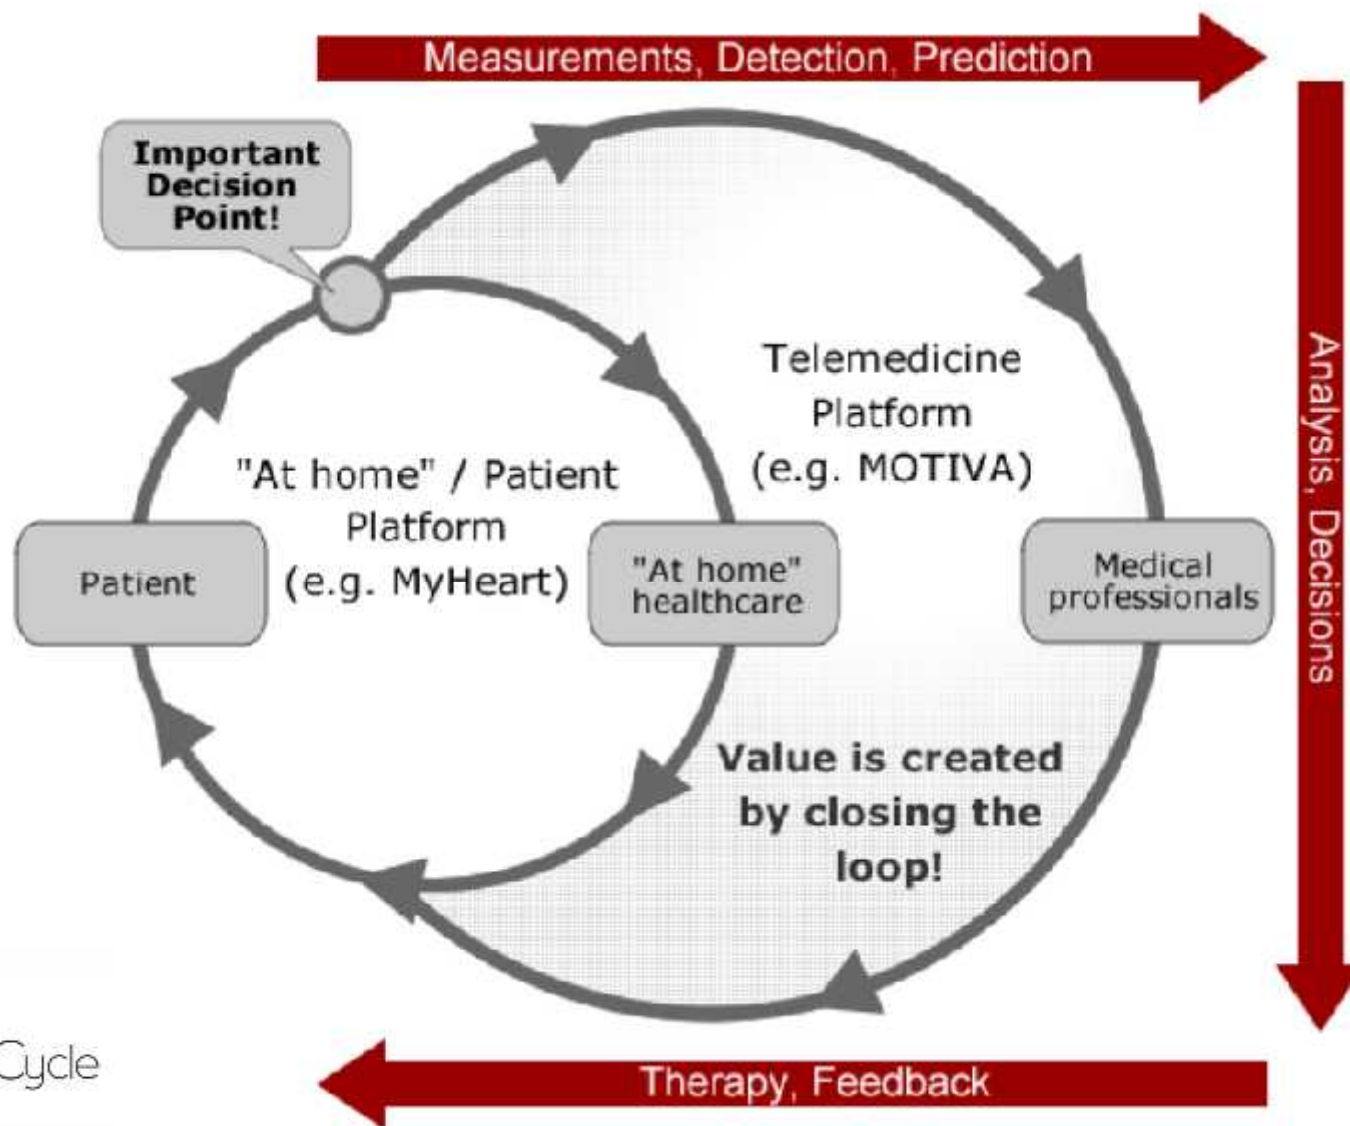 Measurements, Detection, Prediction
Important
Decision
Point!
Telemedicine
Platform
(e.g. MOTIVA)
"At home" / Patient
Platform
(e.g. MyHeart)
Patient
"At home"
healthcare
Medical
professionals
Analysis, Decisions
Value is created
by closing the
loop!
Cycle
Therapy, Feedback